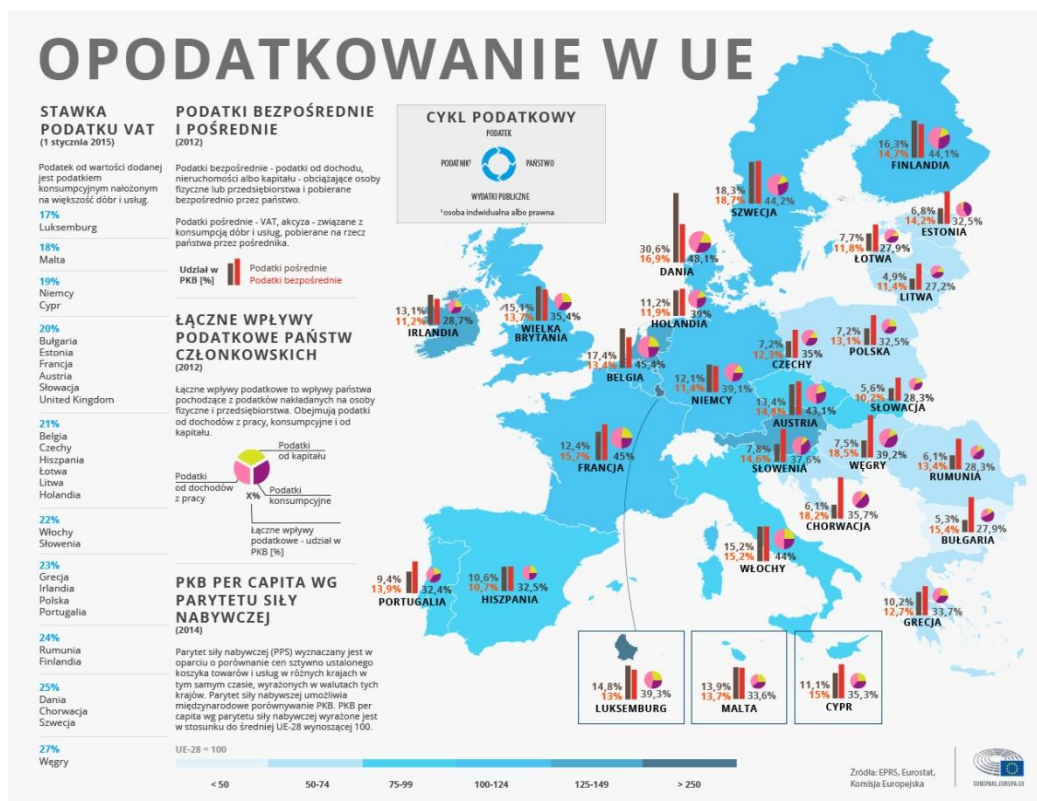 OPODATKOWANIE W UE
STAWKA
PODATKU VAT
(1 stycznia 2015)
Podatek od wartości dodanej
jest podatkiem
konsumpcyjnym nałożonym
na większość dóbr i usług.
17%
Luksemburg
18%
Malta
19%
Niemcy
Cypr
20%
Bułgaria
Estonia
Francja
Austria
Słowacja
United Kingdom
21%
Belgia
Czechy
Hiszpania
Łotwa
Litwa
Holandia
22%
Włochy
Słowenia
23%
Grecja
Irlandia
Polska
Portugalia
24%
Rumunia
Finlandia
25%
Dania
Chorwacja
Szwecja
27%
Węgry
PODATKI BEZPOŚREDNIE
I POŚREDNIE
(2012)
Podatki bezpośrednie - podatki od dochodu,
nieruchomości albo kapitału - obciążające osoby
fizyczne lub przedsiębiorstwa i pobierane
bezpośrednio przez państwo.
Podatki pośrednie - VAT, akcyza - związane z
konsumpcją dóbr i usług, pobierane na rzecz
państwa przez pośrednika.
Udział w
PKB [%]
Podatki pośrednie
Podatki bezpośrednie
ŁĄCZNE WPŁYWY
PODATKOWE PAŃSTW
CZŁONKOWSKICH
(2012)
Łączne wpływy podatkowe to wpływy państwa
pochodzące z podatków nakładanych na osoby
fizyczne i przedsiębiorstwa. Obejmują podatki
od dochodów z pracy, konsumpcyjne i od
kapitału.
Podatki
od kapitału
Podatki
od dochodów
z pracy
X%
Podatki
konsumpcyjne
Łączne wpływy
podatkowe - udział w
PKB [%]
PKB PER CAPITA WG
PARYTETU SIŁY
NABYWCZEJ
(2014)
Parytet siły nabywczej (PPS) wyznaczany jest w
oparciu o porównanie cen sztywno ustalonego
koszyka towarów i usług w różnych krajach w
tym samym czasie, wyrażonych w walutach tych
krajów. Parytet siły nabywszej umożliwia
międzynarodowe porównywanie PKB. PKB per
capita wg parytetu siły nabywczej wyrażone jest
w stosunku do średniej UE-28 wynoszącej 100.
UE-28 = 100
< 50
50-74
75-99
100-124
125-149
> 250
CYKL PODATKOWY
PODATEK
PODATNIK¹
PAŃSTWO
WYDATKI PUBLICZNE
¹osoba indywidualna albo prawna
16,3%
14,7% 44,1%
FINLANDIA
18,3%
18,7% 44,2%
SZWECJA
6,8%
14,2% 32,5%
ESTONIA
7,7%
11,8% 27,9%
ŁOTWA
4,9%
11,4% 27,2%
LITWA
30,6%
16,9% 48,1%
DANIA
13,1%
11,2% 28,7%
IRLANDIA
15,1%
13,7% 35,4%
WIELKA
BRYTANIA
11,2%
11,9% 39%
HOLANDIA
17,4%
13,4% 45,4%
BELGIA
12,1%
11,4% 39,1%
NIEMCY
7,2%
12,3% 35%
CZECHY
7,2%
13,1% 32,5%
POLSKA
5,6%
10,2% 28,3%
SŁOWACJA
13,4%
14,8% 43,1%
AUSTRIA
12,4%
15,7% 45%
FRANCJA
7,8%
14,6% 37,6%
SŁOWENIA
7,5%
18,5% 39,2%
WĘGRY
6,1%
13,4% 28,3%
RUMUNIA
6,1%
18,2% 35,7%
CHORWACJA
5,3%
15,4% 27,9%
BUŁGARIA
15,2%
15,2% 44%
WŁOCHY
9,4%
13,9% 32,4%
PORTUGALIA
10,6%
10,7% 32,5%
HISZPANIA
10,2%
12,7% 33,7%
GRECJA
14,8%
13% 39,3%
LUKSEMBURG
13,9%
13,7% 33,6%
MALTA
11,1%
15% 35,3%
CYPR
Źródła: EPRS, Eurostat,
Komisja Europejska
EUROPARL.EUROPA.EU